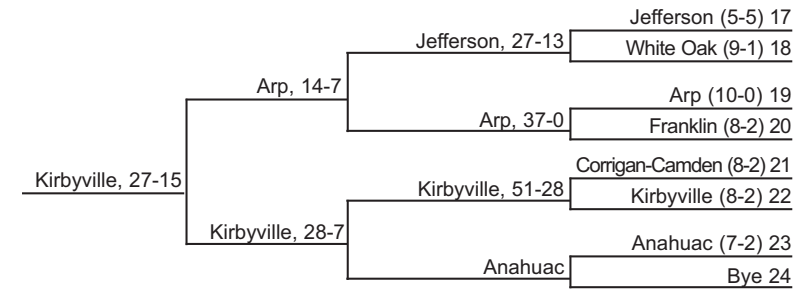 Jefferson (5-5) 17
Jefferson, 27-13
White Oak (9-1) 18
Arp, 14-7
Arp (10-0) 19
Arp, 37-0
Franklin (8-2) 20
Corrigan-Camden (8-2) 21
Kirbyville, 27-15
Kirbyville, 51-28
Kirbyville (8-2) 22
Kirbyville, 28-7
Anahuac (7-2) 23
Anahuac
Bye 24